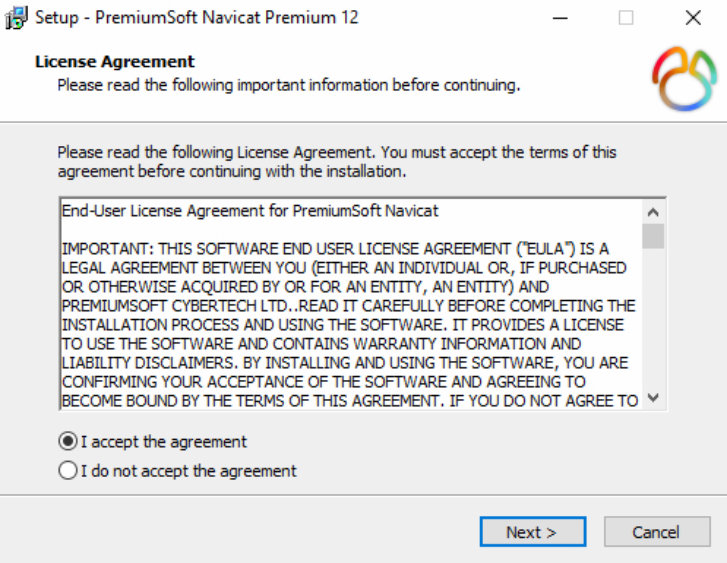 Setup - PremiumSoft Navicat Premium 12
License Agreement
Please read the following important information before continuing.
Please read the following License Agreement. You must accept the terms of this
agreement before continuing with the installation.
End-User License Agreement for PremiumSoft Navicat
IMPORTANT: THIS SOFTWARE END USER LICENSE AGREEMENT ("EULA") IS A
LEGAL AGREEMENT BETWEEN YOU (EITHER AN INDIVIDUAL OR, IF PURCHASED
OR OTHERWISE ACQUIRED BY OR FOR AN ENTITY, AN ENTITY) AND
PREMIUMSOFT CYBERTECH LTD..READ IT CAREFULLY BEFORE COMPLETING THE
INSTALLATION PROCESS AND USING THE SOFTWARE. IT PROVIDES A LICENSE
TO USE THE SOFTWARE AND CONTAINS WARRANTY INFORMATION AND
LIABILITY DISCLAIMERS. BY INSTALLING AND USING THE SOFTWARE, YOU ARE
CONFIRMING YOUR ACCEPTANCE OF THE SOFTWARE AND AGREEING TO
BECOME BOUND BY THE TERMS OF THIS AGREEMENT. IF YOU DO NOT AGREE TO
I accept the agreement
I do not accept the agreement
Next >
Cancel